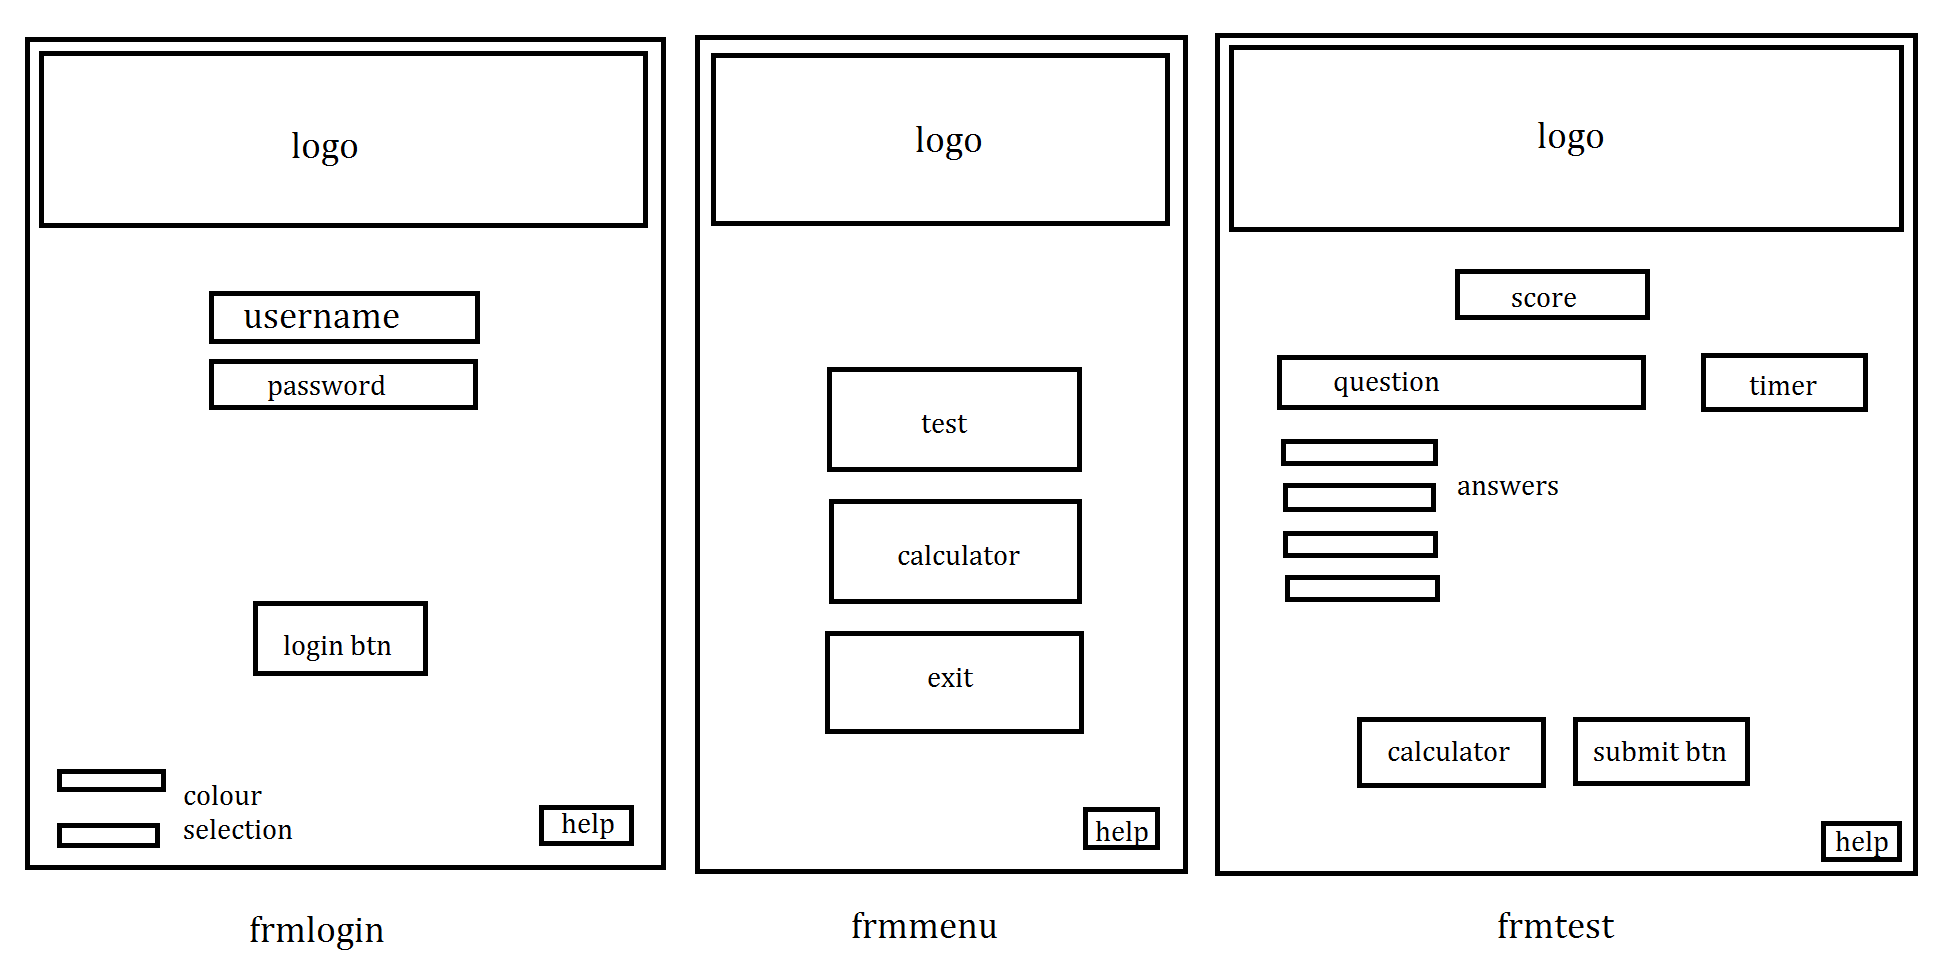 logo
username
password
login btn
colour
selection
help
frmlogin
logo
test
calculator
exit
help
frmmenu
logo
score
question
timer
answers
calculator
submit btn
help
frmtest